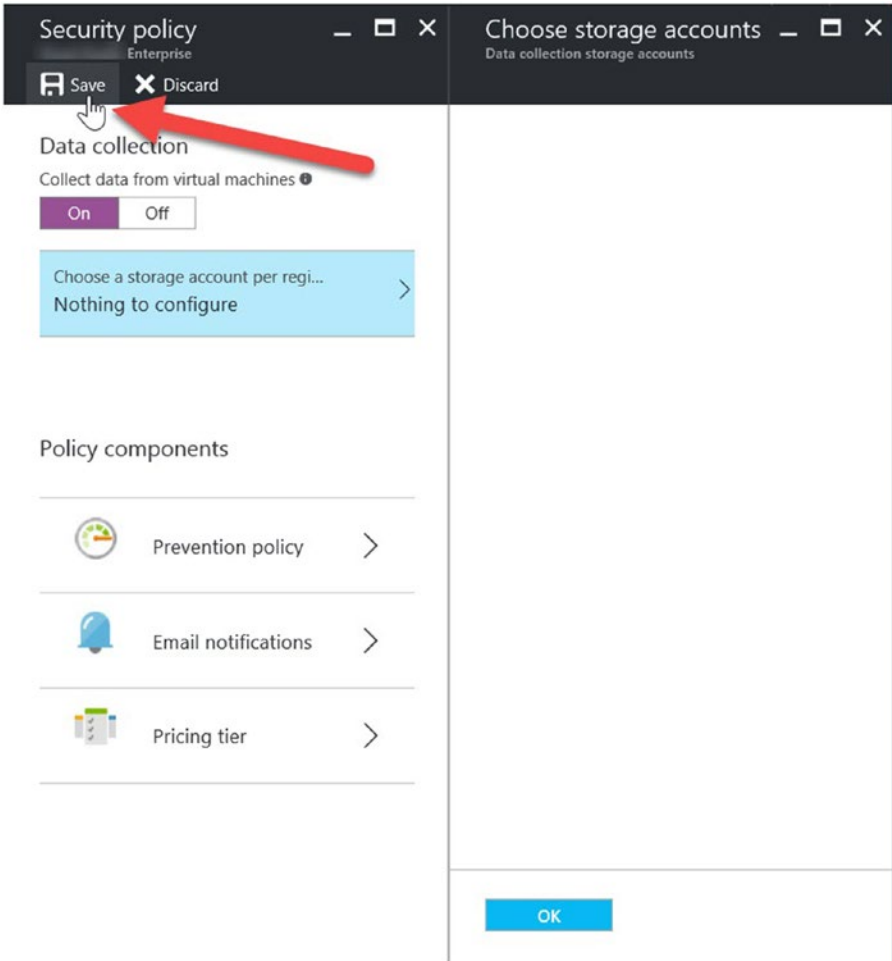 Security policy
Enterprise
Save
Discard
Data collection
Collect data from virtual machines
On
Off
Choose a storage account per regi...
Nothing to configure
Policy components
Prevention policy
Email notifications
Pricing tier
Choose storage accounts
Data collection storage accounts
OK